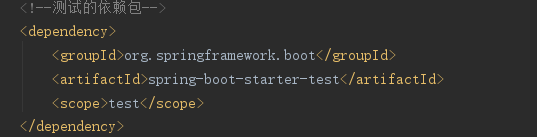 <!--测试的依赖包-->
<dependency>
<groupId>org.springframework.boot</groupId>
<artifactId>spring-boot-starter-test</artifactId>
<scope>test</scope>
</dependency>